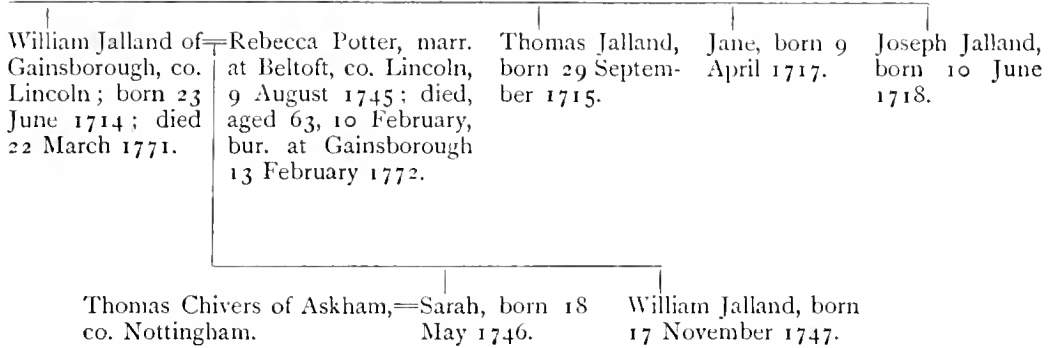 William Jalland of=Rebecca Potter, marr.
Gainsborough, co.
Lincoln; born 23
June 1714; died
22 March 1771.
at Beltoft, co. Lincoln,
9 August 1745; died,
aged 63, 10 February,
bur. at Gainsborough
13 February 1772.
Thomas Jalland,
born 29 Septem-
ber 1715.
Jane, born 9
April 1717.
Joseph Jalland,
born 10 June
1718.
Thomas Chivers of Askham,=Sarah, born 18
co. Nottingham.
May 1746.
William Jalland, born
17 November 1747.